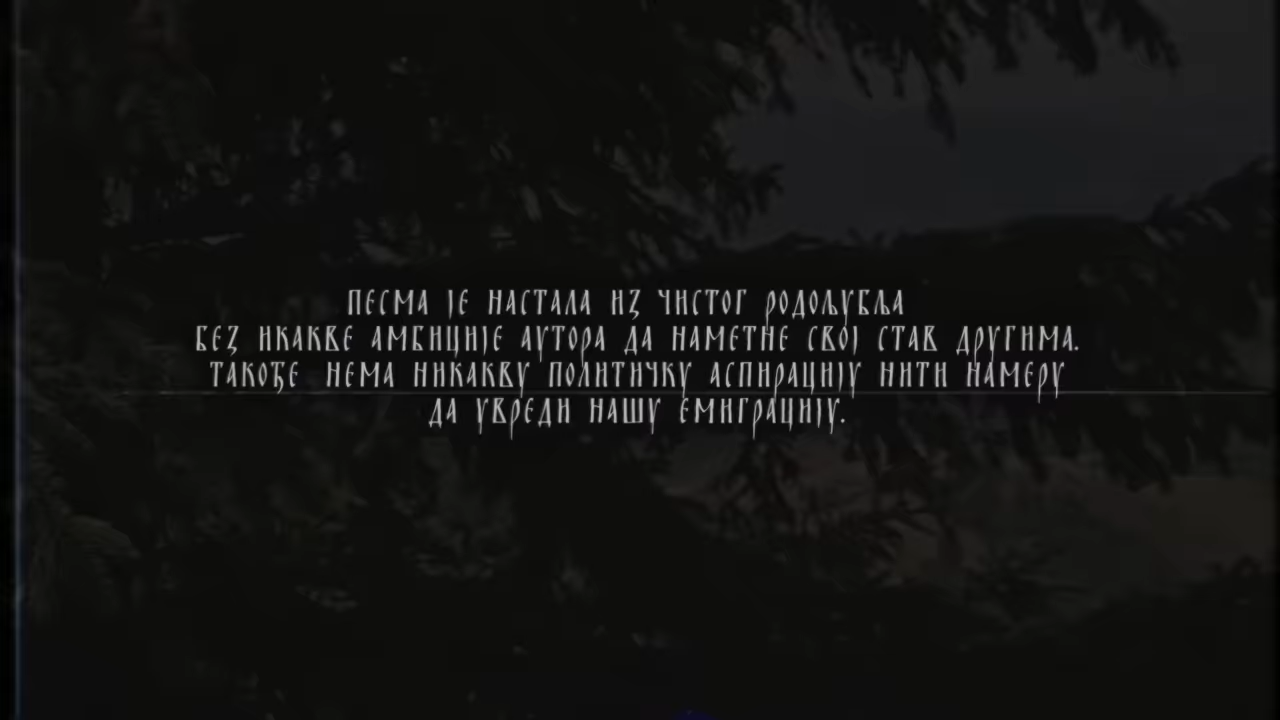 ПЕСМА ЈЕ НАСТАЛА ИЗ ЧИСТОГ РОДОЉУБЉА
БЕЗ ИКАКВЕ АМБИЦИЈЕ АУТОРА ДА НАМЕТНЕ СВОЈ СТАВ ДРУГИМА.
ТАКОЂЕ НЕМА НИКАКВУ ПОЛИТИЧКУ АСПИРАЦИЈУ НИТИ НАМЕРУ
ДА УВРЕДИ НАШУ ЕМИГРАЦИЈУ.